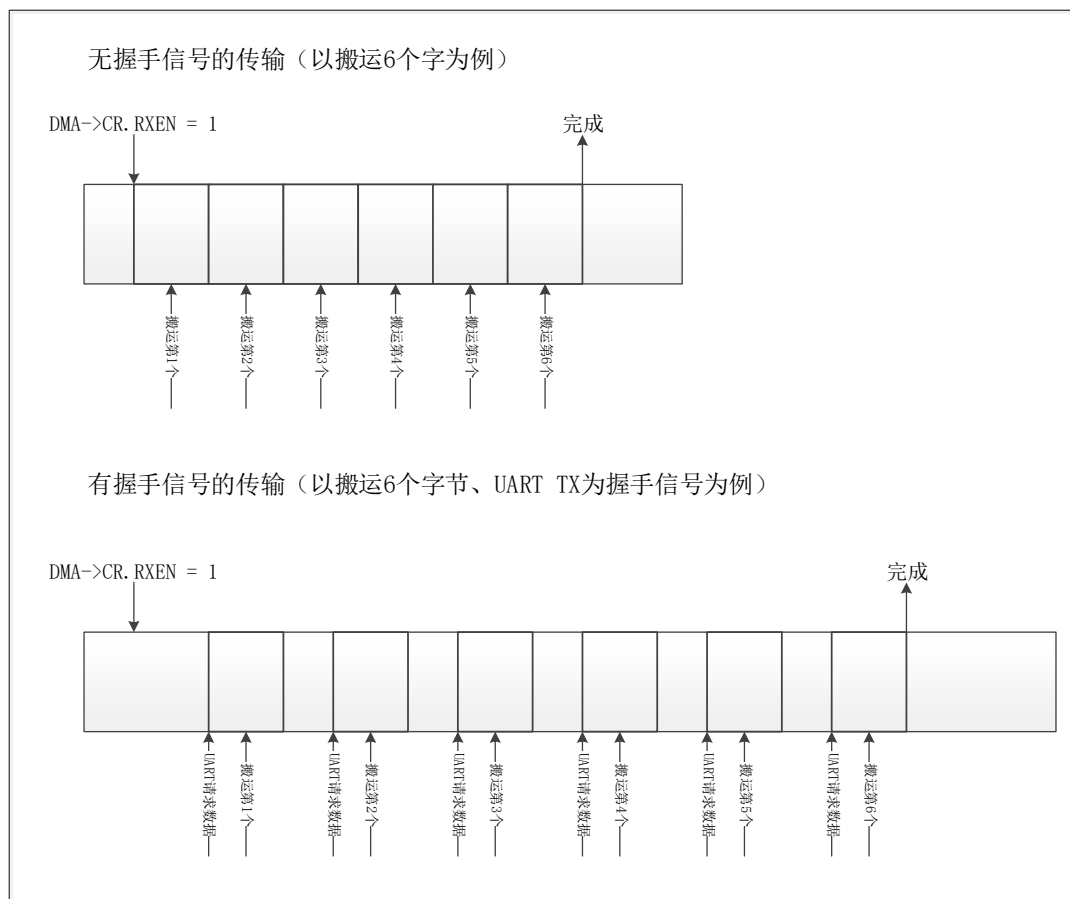 无握手信号的传输（以搬运6个字为例）
DMA->CR.RXEN = 1
完成
搬运第1个
搬运第2个
搬运第3个
搬运第4个
搬运第5个
搬运第6个
有握手信号的传输（以搬运6个字节、UART TX为握手信号为例）
DMA->CR.RXEN = 1
完成
UART请求数据
搬运第1个
UART请求数据
搬运第2个
UART请求数据
搬运第3个
UART请求数据
搬运第4个
UART请求数据
搬运第5个
UART请求数据
搬运第6个